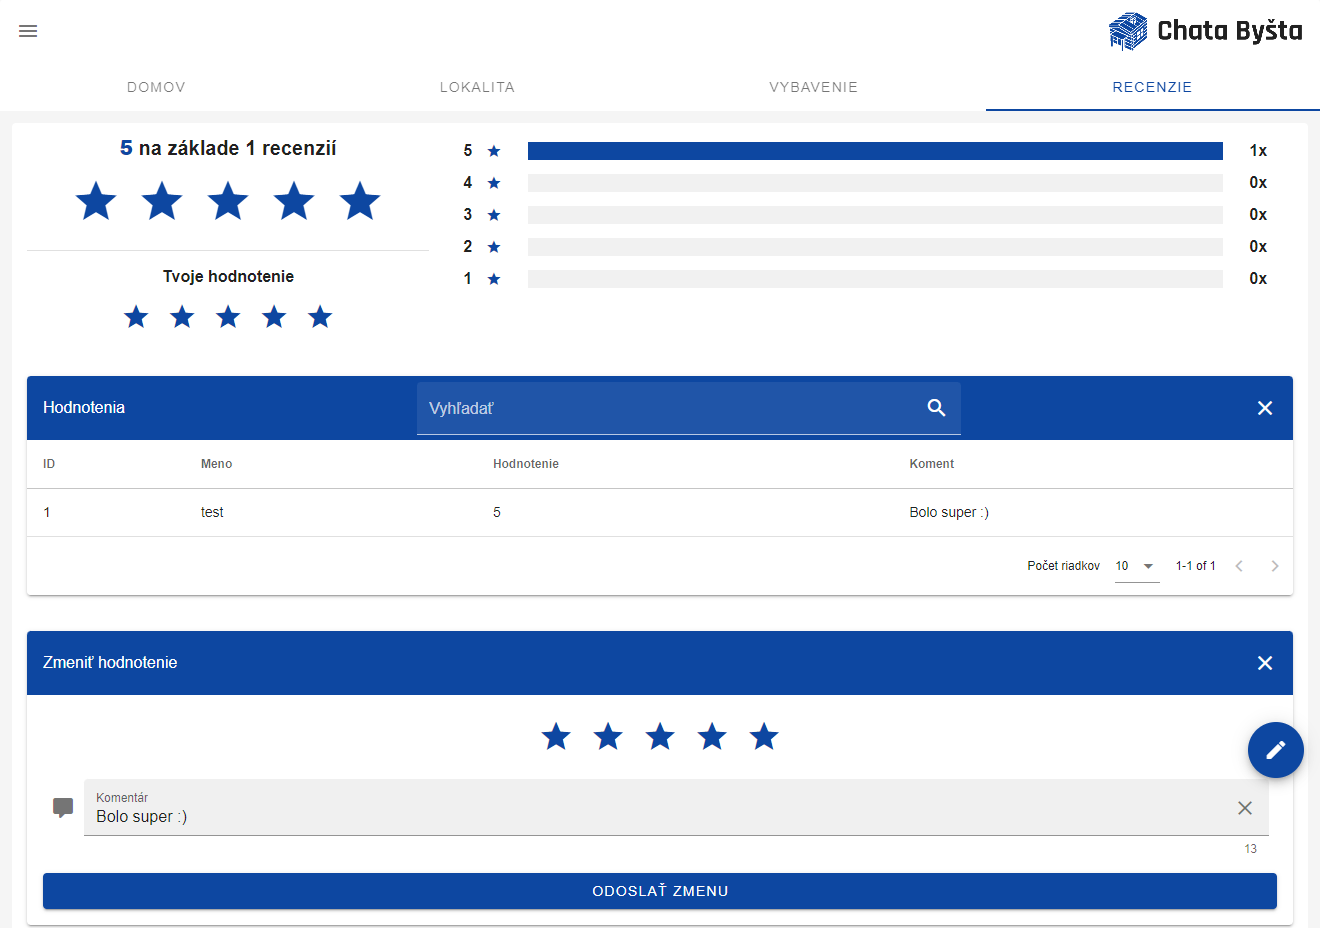 Chata Byšta
DOMOV LOKALITA VYBAVENIE RECENZIE
5 na základe 1 recenzií
Tvoje hodnotenie
5 1x
4 0x
3 0x
2 0x
1 0x
Hodnotenia Vyhľadať
ID Meno Hodnotenie Koment
1 test 5 Bolo super :)
Počet riadkov 10 1-1 of 1
Zmeniť hodnotenie
Komentár
Bolo super :)
13
ODOSLAŤ ZMENU